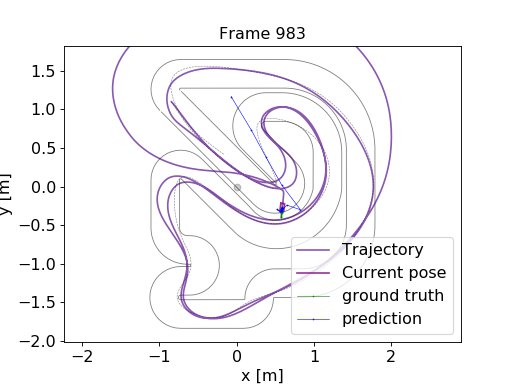 Frame 983
1.5
1.0
0.5
0.0
−0.5
−1.0
−1.5
−2.0
y [m]
Trajectory
Current pose
ground truth
prediction
−2
−1
0
1
2
x [m]